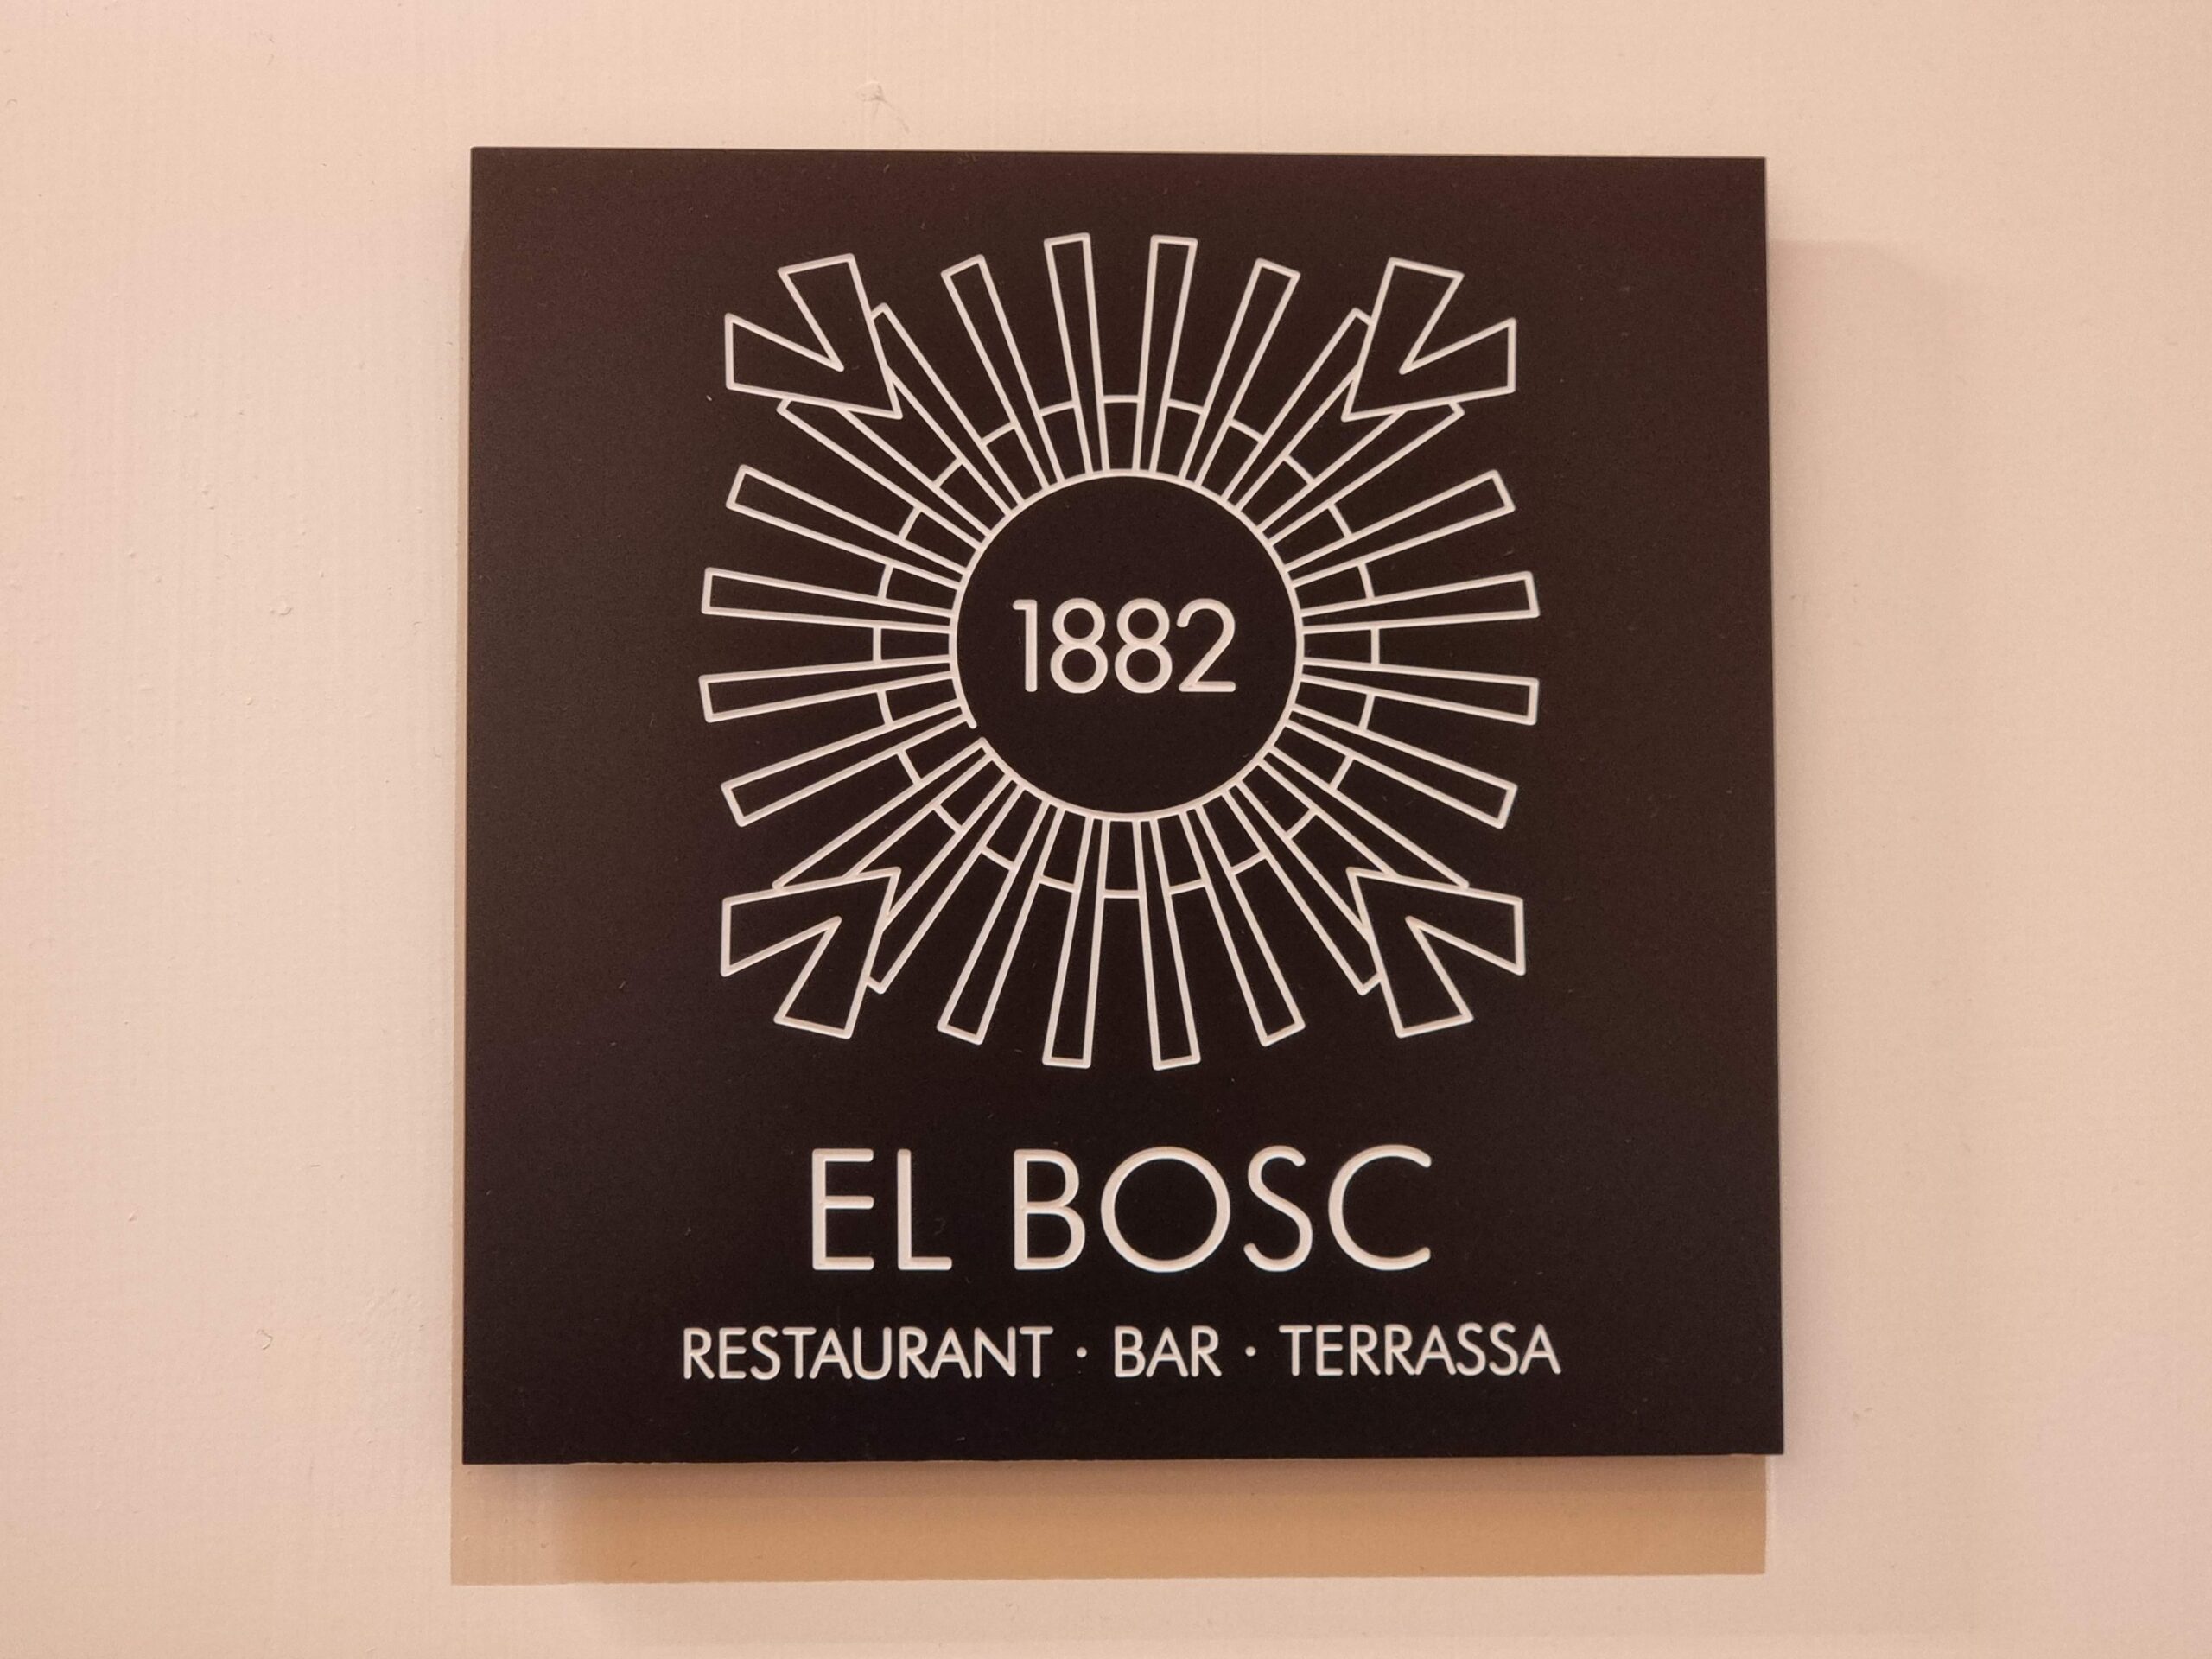 1882
EL BOSC
RESTAURANT · BAR · TERRASSA